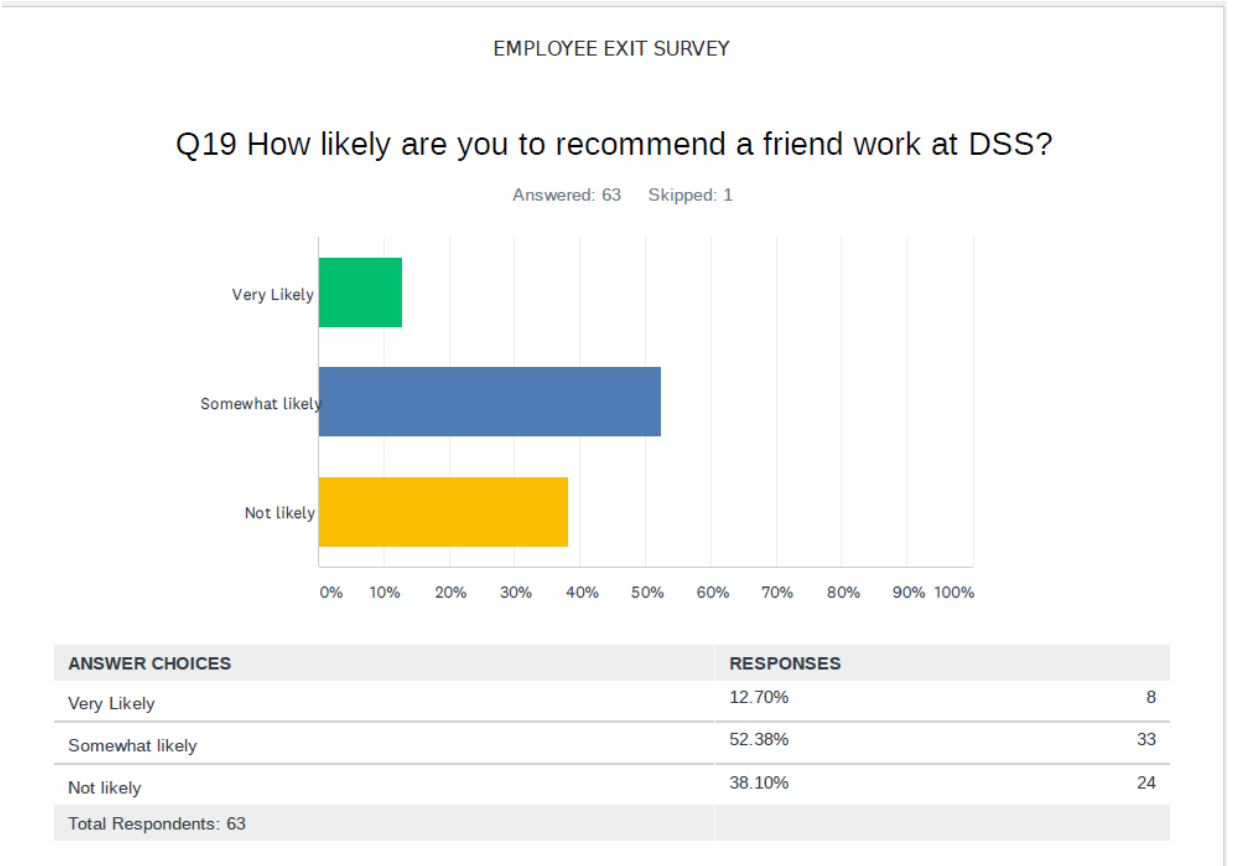 EMPLOYEE EXIT SURVEY
Q19 How likely are you to recommend a friend work at DSS?
Answered: 63 Skipped: 1
Very Likely
Somewhat likely
Not likely
0% 10% 20% 30% 40% 50% 60% 70% 80% 90% 100%
ANSWER CHOICES RESPONSES
Very Likely 12.70% 8
Somewhat likely 52.38% 33
Not likely 38.10% 24
Total Respondents: 63